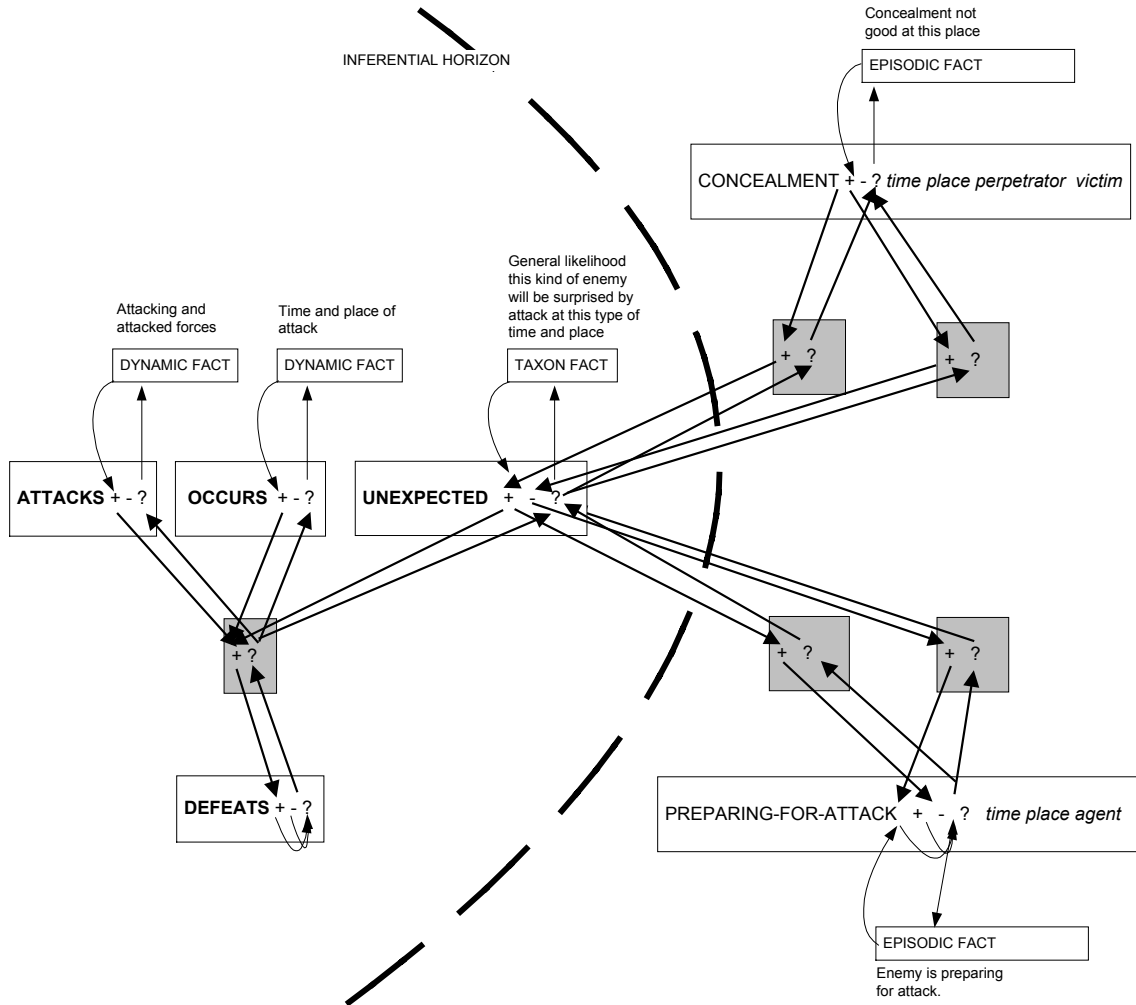 Concealment not
good at this place
INFERENTIAL HORIZON
EPISODIC FACT
CONCEALMENT + - ? time place perpetrator victim
General likelihood
this kind of enemy
will be surprised by
attack at this type of
time and place
Attacking and
attacked forces
Time and place of
attack
DYNAMIC FACT
DYNAMIC FACT
TAXON FACT
+ ?
+ ?
ATTACKS + - ?
OCCURS + - ?
UNEXPECTED + - ?
+ ?
+ ?
+ ?
DEFEATS + - ?
PREPARING-FOR-ATTACK + - ? time place agent
EPISODIC FACT
Enemy is preparing
for attack.